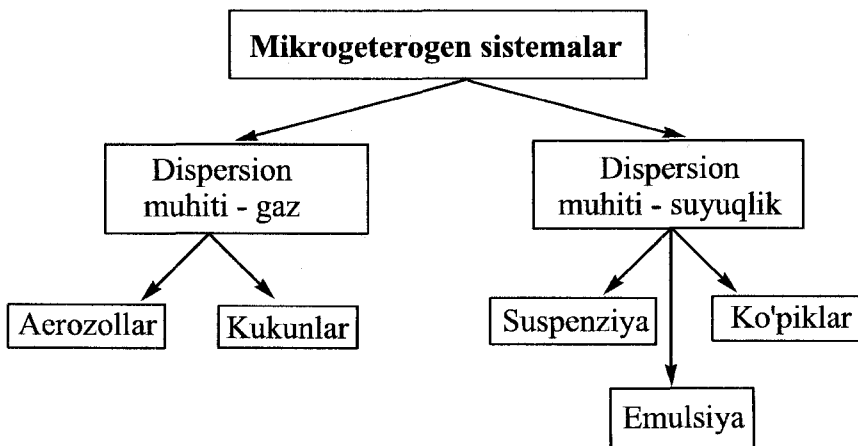 Mikrogeterogen sistemalar
Dispersion
muhiti - gaz
Dispersion
muhiti - suyuqlik
Aerozollar
Kukunlar
Suspenziya
Ko'piklar
Emulsiya